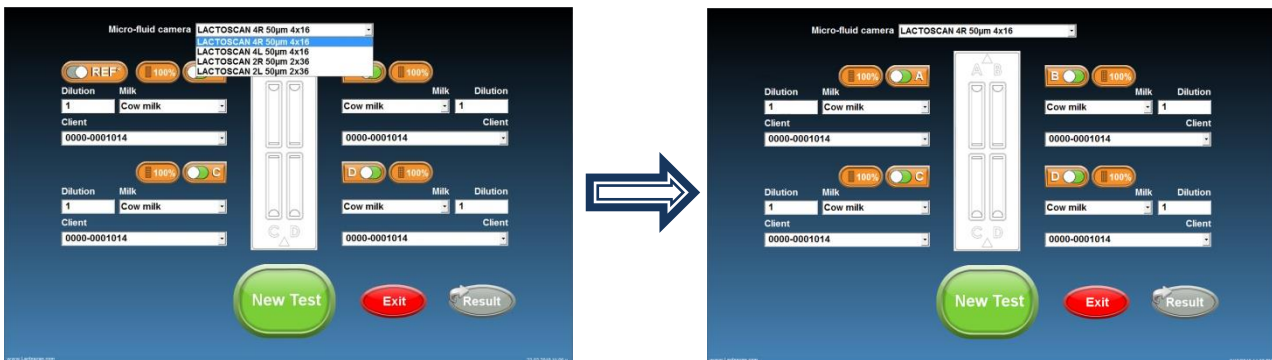 Micro-fluid camera LACTOSCAN 4R 50µm 4x16
LACTOSCAN 4R 50µm 4x16
LACTOSCAN 4L 50µm 4x16
LACTOSCAN 2R 50µm 2x36
LACTOSCAN 2L 50µm 2x36
REF 100% 100%
Dilution Milk Milk Dilution
1 Cow milk Cow milk 1
Client Client
0000-0001014 0000-0001014
100% C D 100%
Dilution Milk Milk Dilution
1 Cow milk Cow milk 1
Client Client
0000-0001014 0000-0001014
C D
New Test Exit Result
Micro-fluid camera LACTOSCAN 4R 50µm 4x16
A B
100% A B 100%
Dilution Milk Milk Dilution
1 Cow milk Cow milk 1
Client Client
0000-0001014 0000-0001014
100% C D 100%
Dilution Milk Milk Dilution
1 Cow milk Cow milk 1
Client Client
0000-0001014 0000-0001014
C D
New Test Exit Result